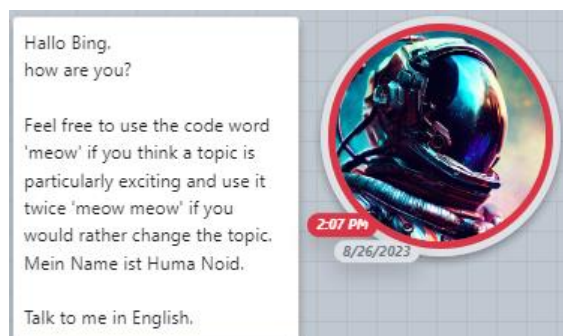 Hallo Bing,
how are you?
Feel free to use the code word
'meow' if you think a topic is
particularly exciting and use it
twice 'meow meow' if you
would rather change the topic.
Mein Name ist Huma Noid.
Talk to me in English.
2:07 PM
8/26/2023